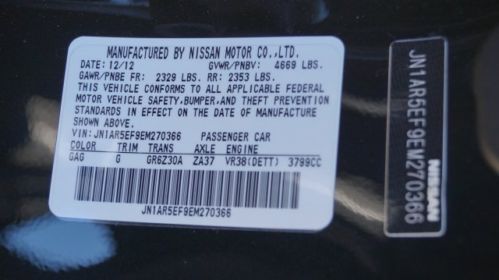 MANUFACTURED BY NISSAN MOTOR CO.,LTD.
DATE: 12/12 GVWR/PNBV: 4669 LBS.
GAWR/PNBE FR: 2329 LBS. RR: 2353 LBS.
THIS VEHICLE CONFORMS TO ALL APPLICABLE FEDERAL
MOTOR VEHICLE SAFETY,BUMPER,AND THEFT PREVENTION
STANDARDS IN EFFECT ON THE DATE OF MANUFACTURE
SHOWN ABOVE.
VIN:JN1AR5EF9EM270366 PASSENGER CAR
COLOR TRIM TRANS AXLE ENGINE
GAG G GR6Z30A ZA37 VR38(DETT) 3799CC
JN1AR5EF9EM270366
JN1AR5EF9EM270366
NISSAN